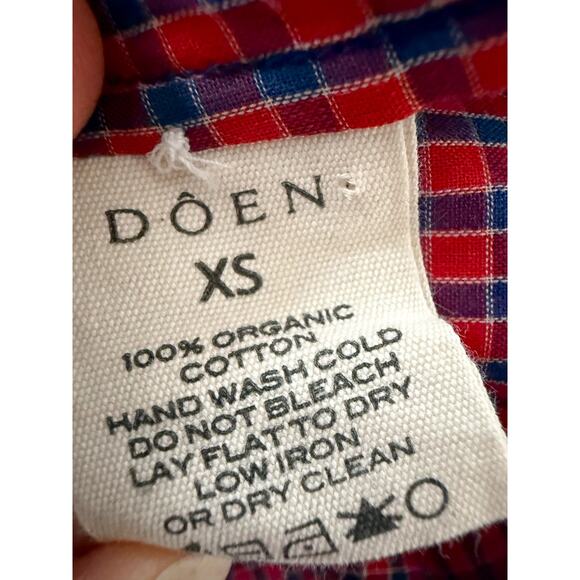 DÔEN
XS
100% ORGANIC
COTTON
HAND WASH COLD
DO NOT BLEACH
LAY FLAT TO DRY
LOW IRON
OR DRY CLEAN